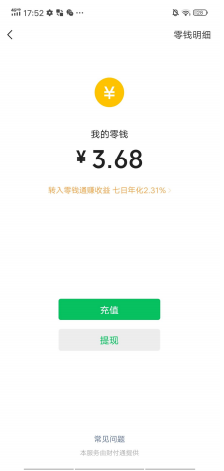 17:52
零钱明细
我的零钱
¥3.68
转入零钱通赚收益 七日年化2.31%
充值
提现
常见问题
本服务由财付通提供